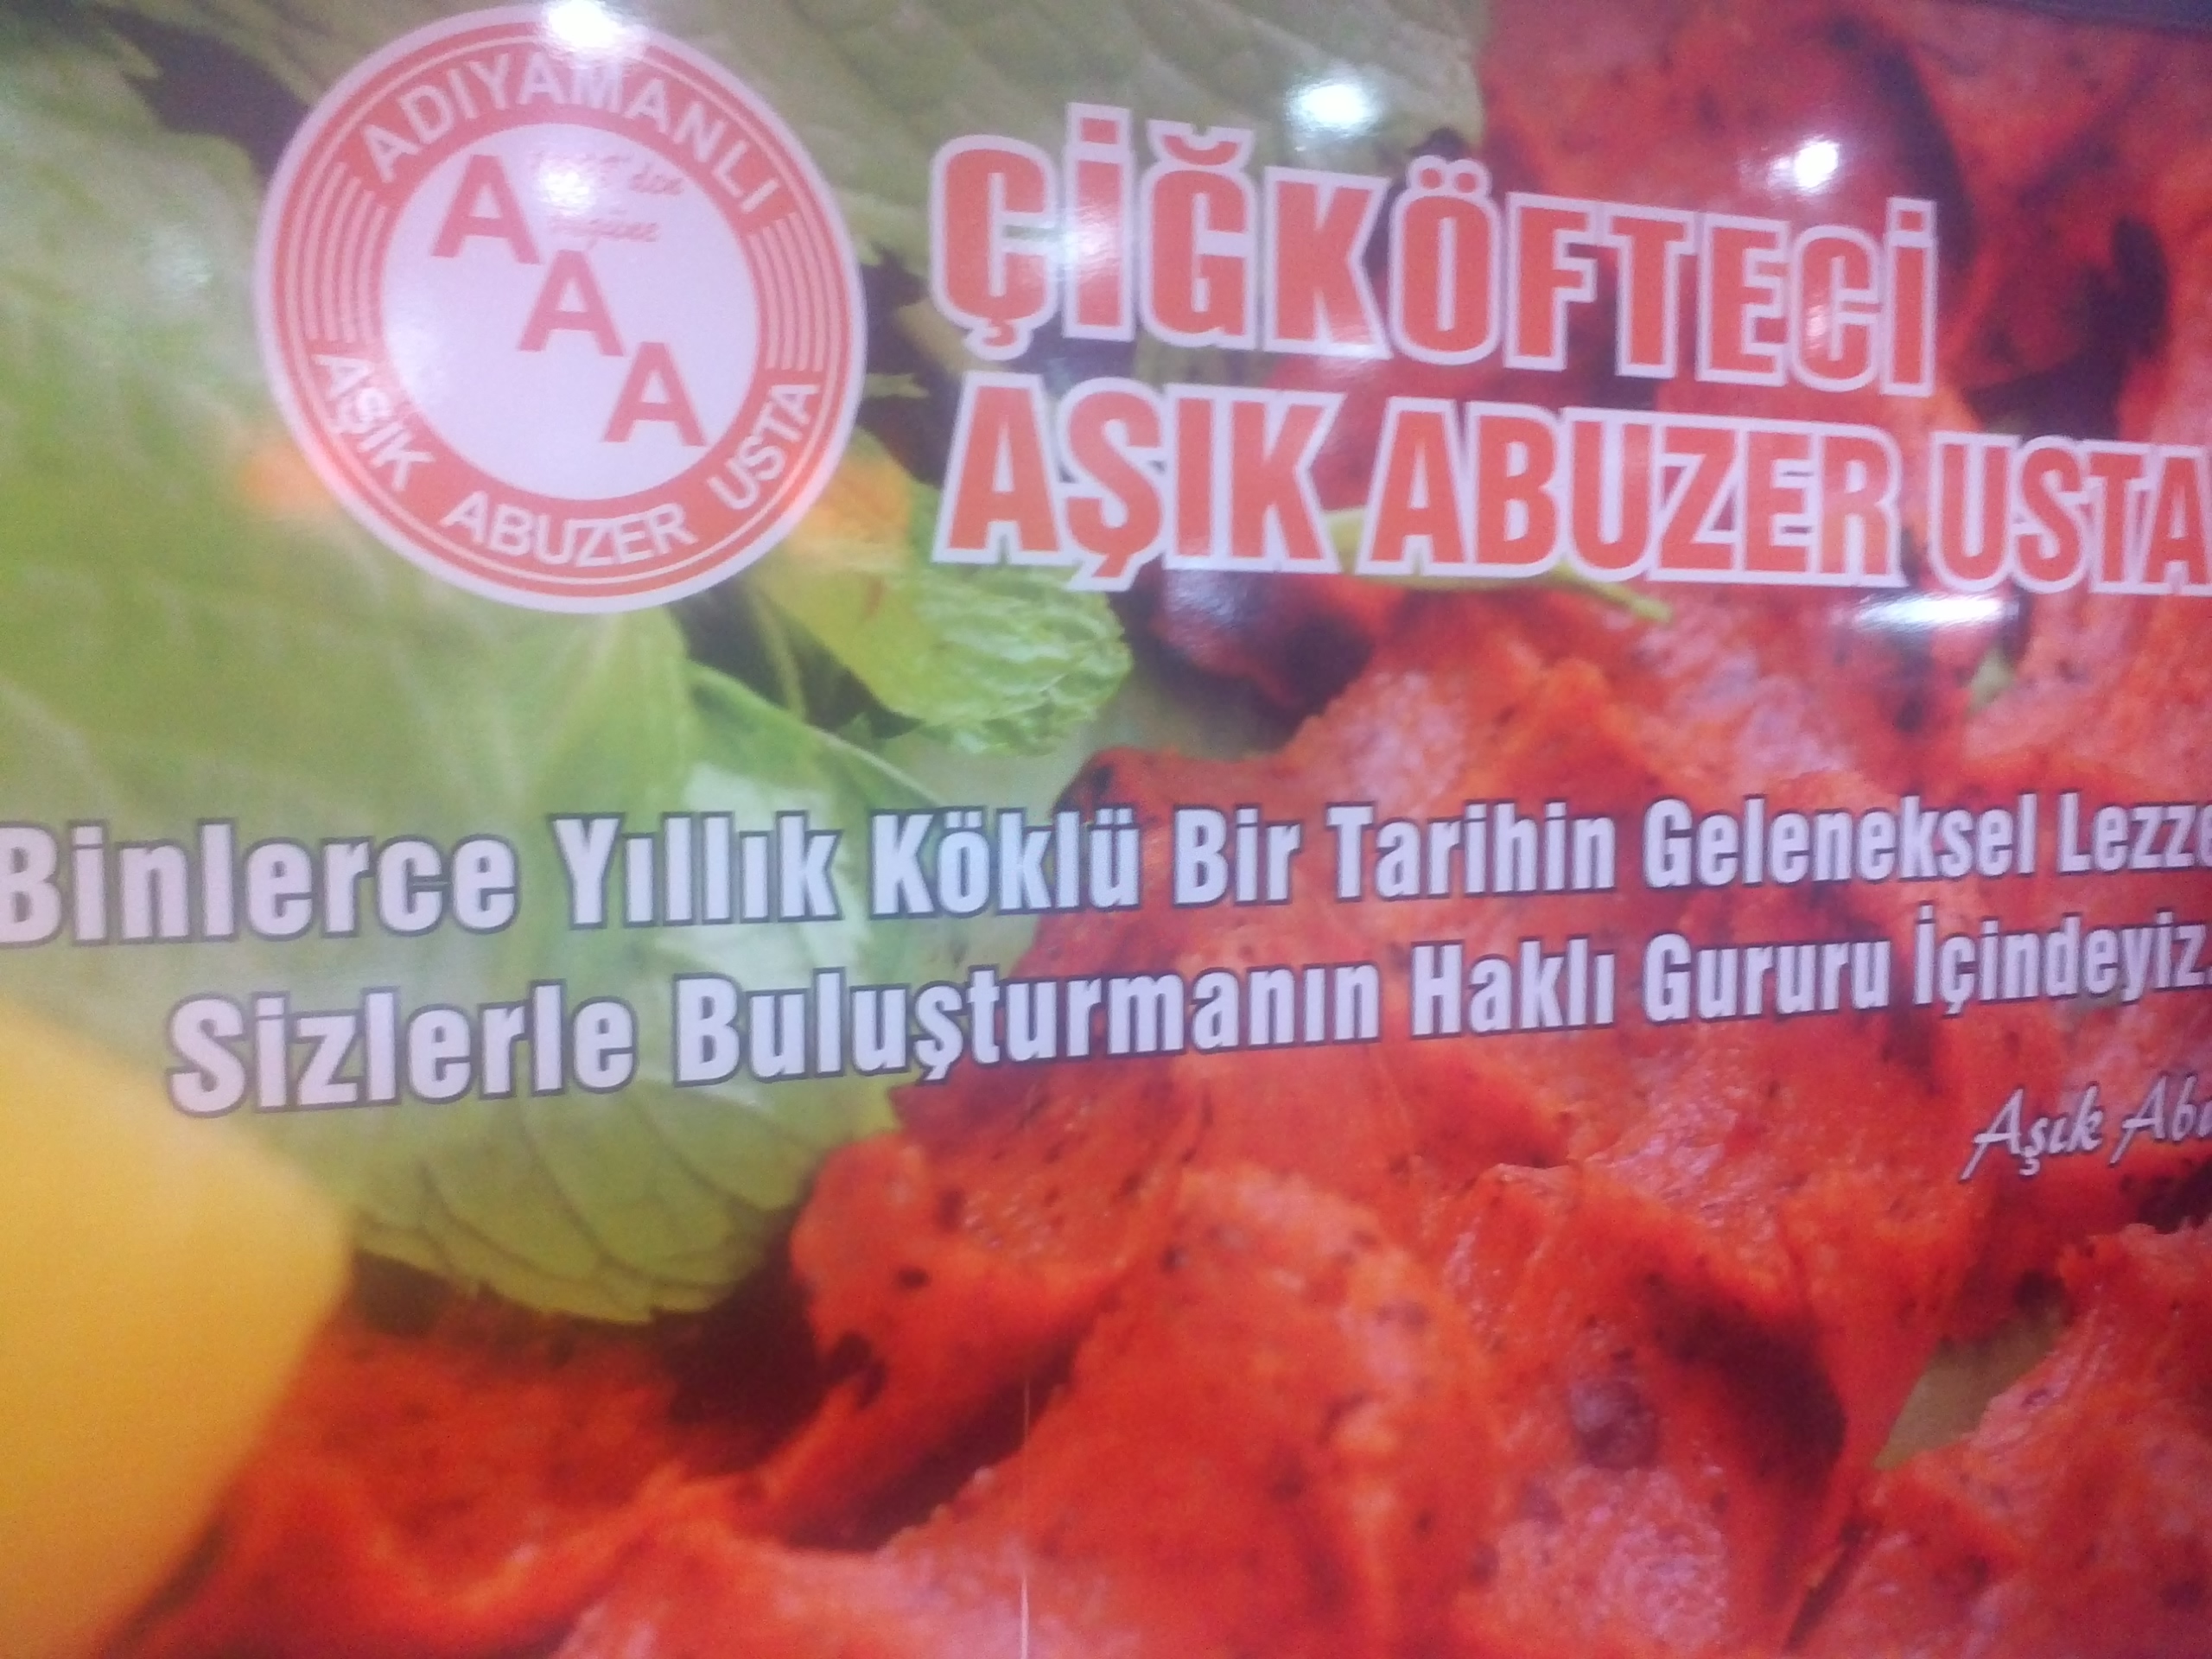 ADIYAMANLI
A
A
A
AŞIK ABUZER USTA
ÇİĞKÖFTECİ
AŞIK ABUZER USTA
Binlerce Yıllık Köklü Bir Tarihin Geleneksel
Sizlerle Buluşturmanın Haklı Gururu İçindeyiz.
Aşık